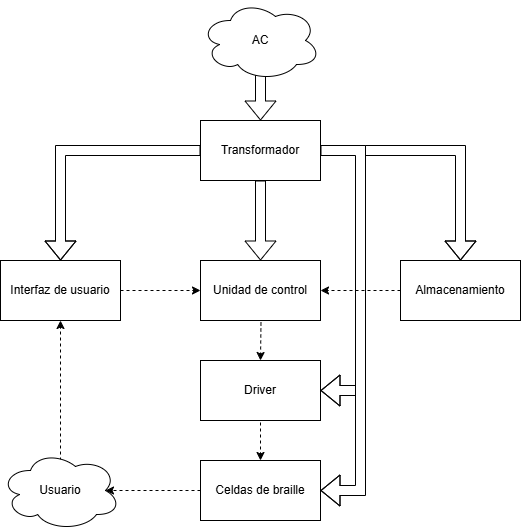 AC
Transformador
Interfaz de usuario
Unidad de control
Almacenamiento
Driver
Usuario
Celdas de braille